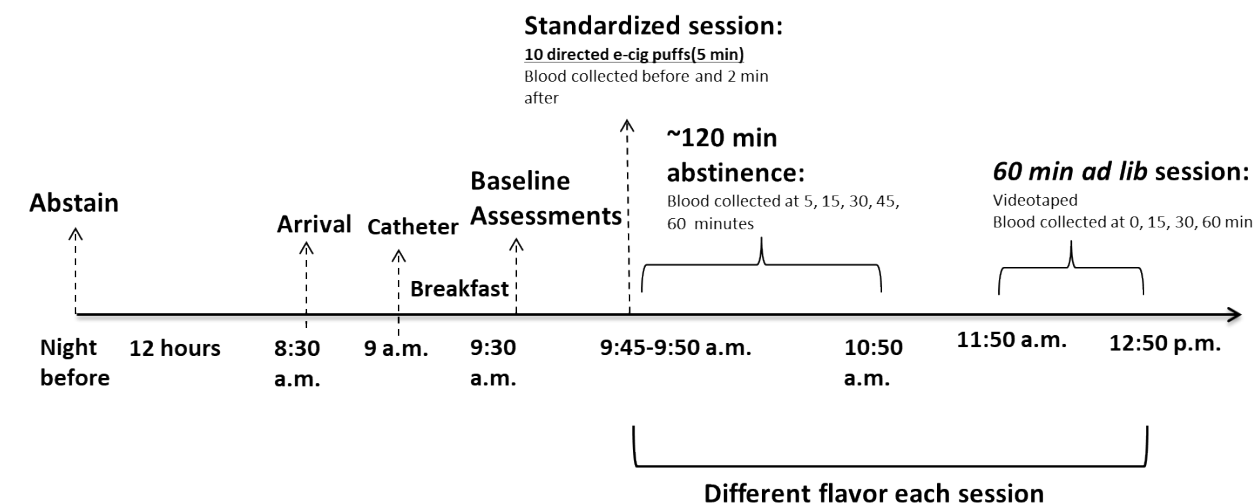 Standardized session:
10 directed e-cig puffs(5 min)
Blood collected before and 2 min
after
~120 min
abstinence:
Blood collected at 5, 15, 30, 45,
60 minutes
60 min ad lib session:
Videotaped
Blood collected at 0, 15, 30, 60 min
Abstain
Arrival
Catheter
Breakfast
Baseline
Assessments
Night
before
12 hours
8:30
a.m.
9 a.m.
9:30
a.m.
9:45-9:50 a.m.
10:50
a.m.
11:50 a.m.
12:50 p.m.
Different flavor each session